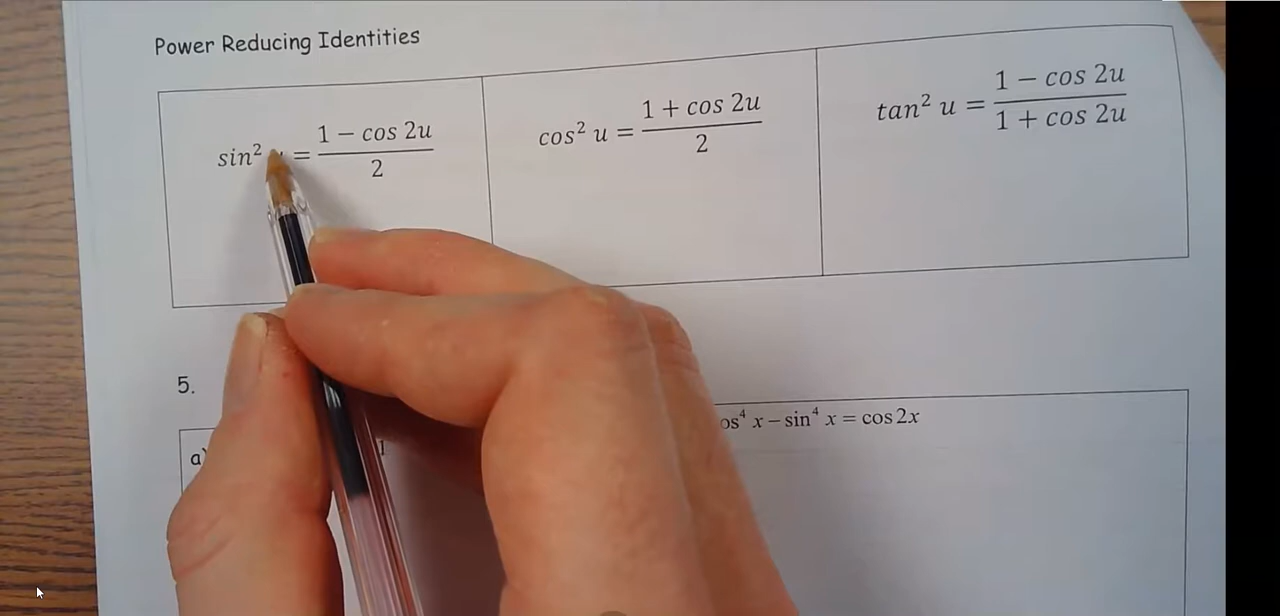 Power Reducing Identities
sin² = (1 − cos 2u)/2
cos² u = (1 + cos 2u)/2
tan² u = (1 − cos 2u)/(1 + cos 2u)
5.
a)
os⁴ x − sin⁴ x = cos 2x